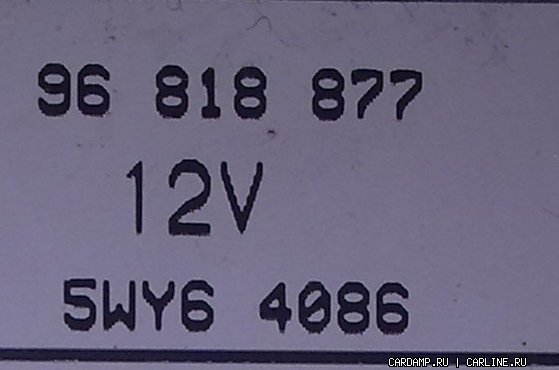 96 818 877
12V
5WY6 4086
CARDAMP.RU | CARLINE.RU